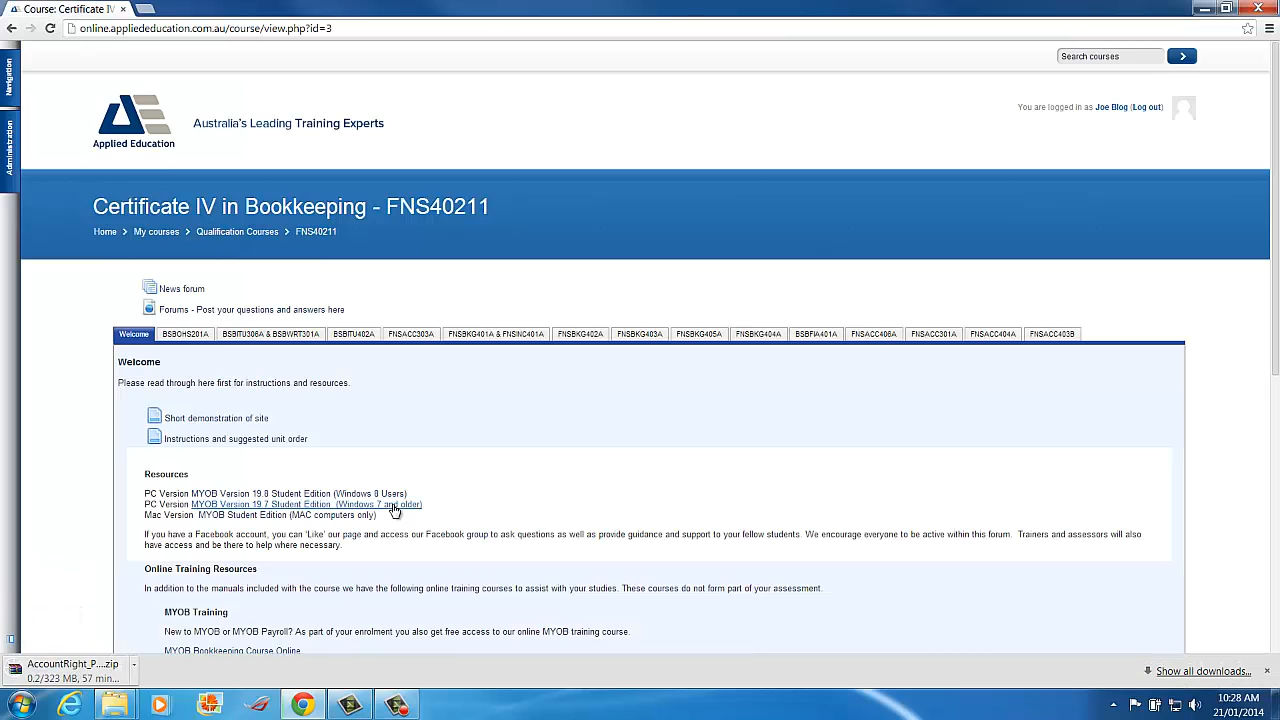 Course: Certificate IV
online.appliededucation.com.au/course/view.php?id=3
Navigation
Administration
Search courses
Applied Education
Australia's Leading Training Experts
You are logged in as Joe Blog (Log out)
Certificate IV in Bookkeeping - FNS40211
Home > My courses > Qualification Courses > FNS40211
News forum
Forums - Post your questions and answers here
Welcome BSBOHS201A BSBITU306A & BSBWRT301A BSBITU402A FNSACC303A FNSBKG401A & FNSINC401A FNSBKG402A FNSBKG403A FNSBKG405A FNSBKG404A BSBFIA401A FNSACC406A FNSACC301A FNSACC404A FNSACC403B
Welcome
Please read through here first for instructions and resources.
Short demonstration of site
Instructions and suggested unit order
Resources
PC Version MYOB Version 19.8 Student Edition (Windows 8 Users)
PC Version MYOB Version 19.7 Student Edition (Windows 7 and older)
Mac Version MYOB Student Edition (MAC computers only)
If you have a Facebook account, you can 'Like' our page and access our Facebook group to ask questions as well as provide guidance and support to your fellow students. We encourage everyone to be active within this forum. Trainers and assessors will also
have access and be there to help where necessary.
Online Training Resources
In addition to the manuals included with the course we have the following online training courses to assist with your studies. These courses do not form part of your assessment.
MYOB Training
New to MYOB or MYOB Payroll? As part of your enrolment you also get free access to our online MYOB training course.
MYOB Bookkeeping Course Online
AccountRight_P....zip
0.2/323 MB, 57 min...
Show all downloads...
10:28 AM
21/01/2014